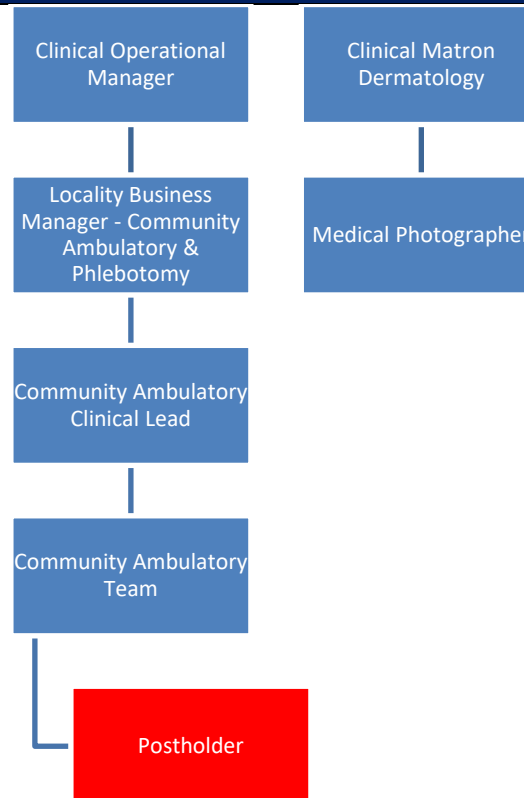 Clinical Operational
Manager
Clinical Matron
Dermatology
Locality Business
Manager - Community
Ambulatory &
Phlebotomy
Medical Photographer
Community Ambulatory
Clinical Lead
Community Ambulatory
Team
Postholder